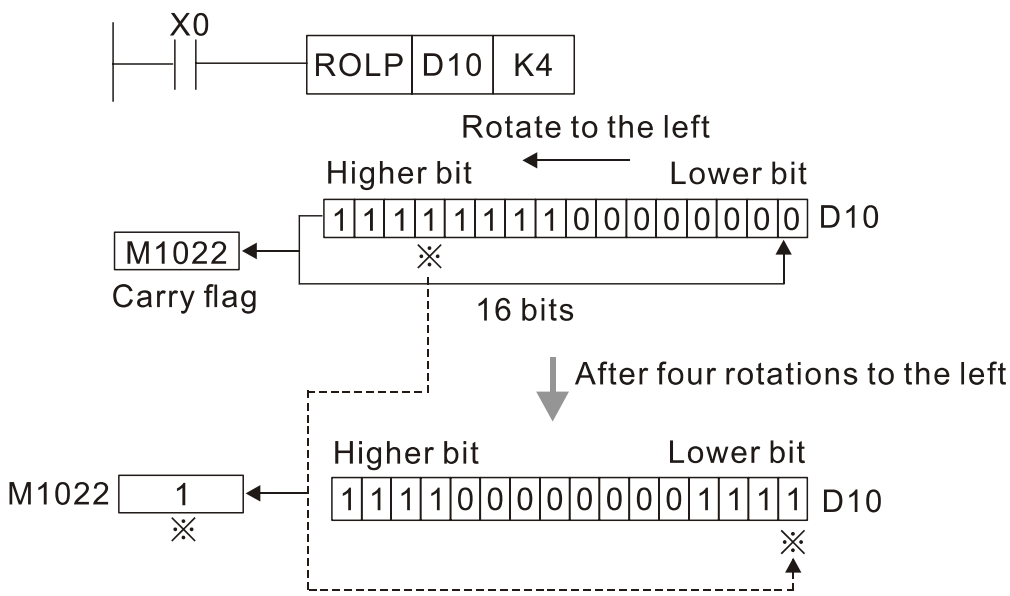 X0
ROLP D10 K4
Rotate to the left
Higher bit Lower bit
1 1 1 1 1 1 1 1 0 0 0 0 0 0 0 0 D10
M1022
※
Carry flag
16 bits
After four rotations to the left
Higher bit Lower bit
M1022 1 1 1 1 1 0 0 0 0 0 0 0 0 1 1 1 1 D10
※ ※